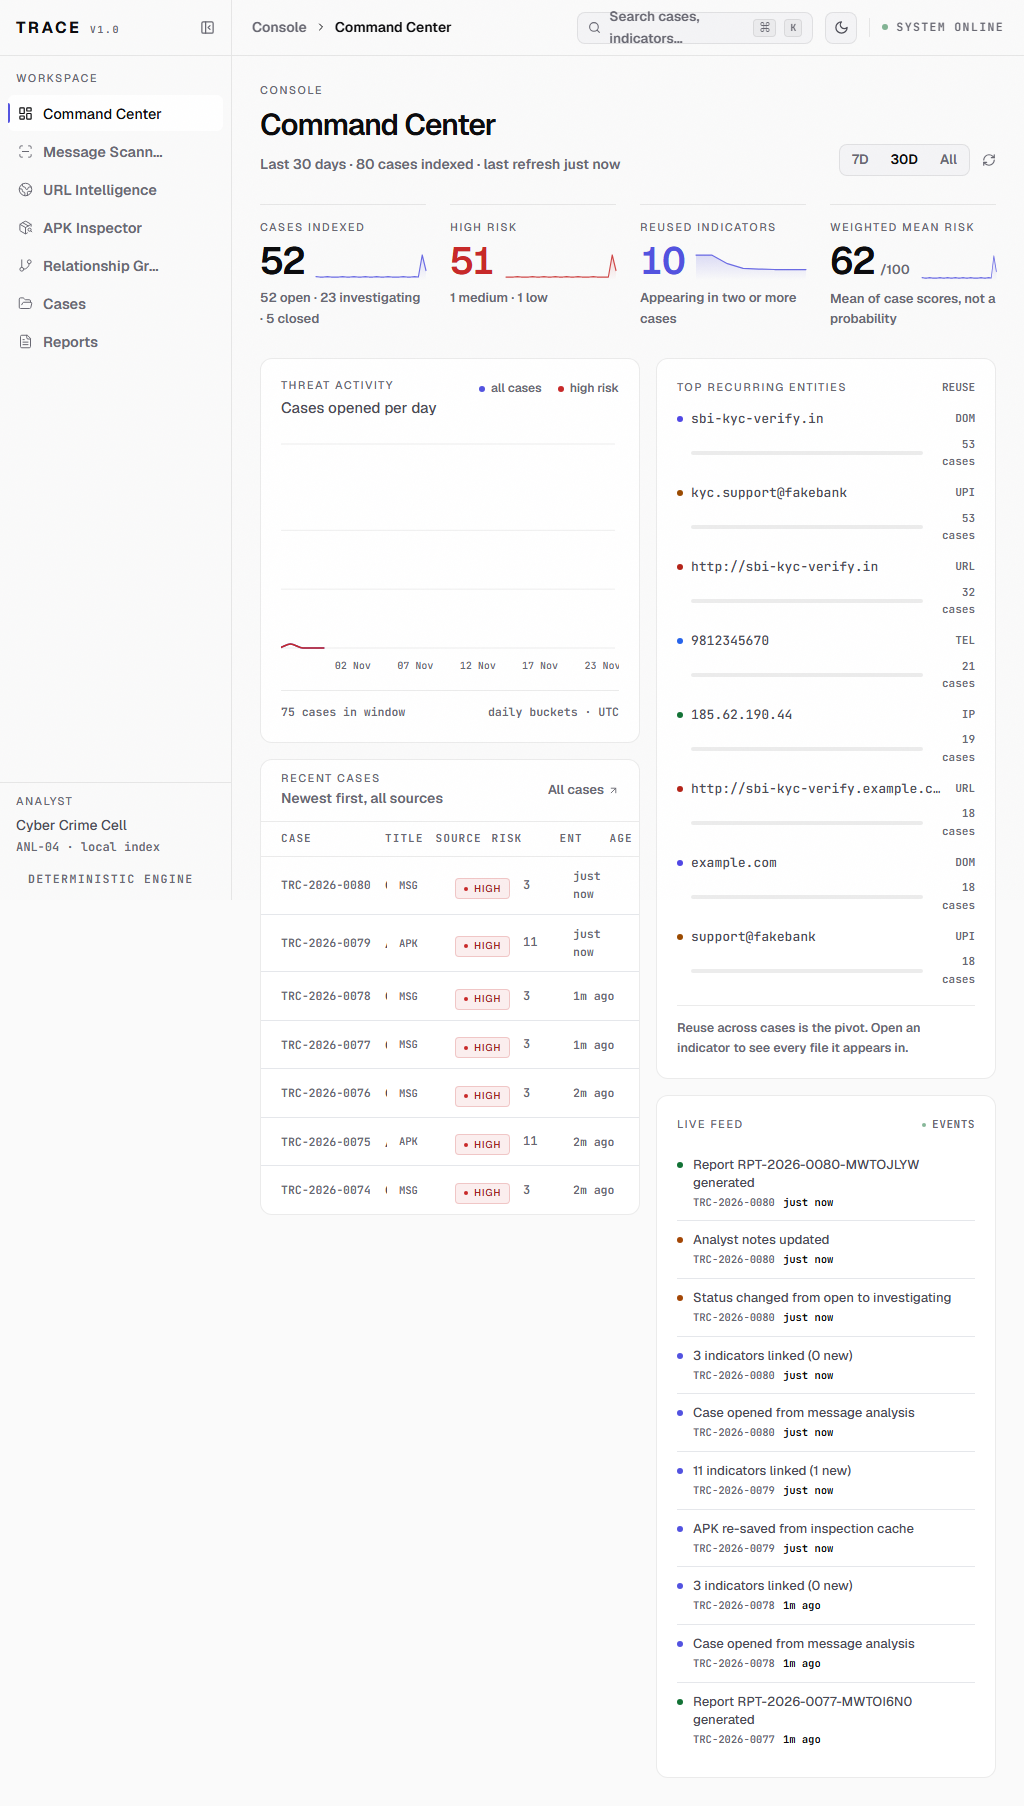 TRACE V1.0
Console > Command Center
Search cases, indicators…
⌘ K
SYSTEM ONLINE
WORKSPACE
Command Center
Message Scann…
URL Intelligence
APK Inspector
Relationship Gr…
Cases
Reports
ANALYST
Cyber Crime Cell
ANL-04 · local index
DETERMINISTIC ENGINE
CONSOLE
Command Center
Last 30 days · 80 cases indexed · last refresh just now
7D 30D All
CASES INDEXED
52
52 open · 23 investigating
· 5 closed
HIGH RISK
51
1 medium · 1 low
REUSED INDICATORS
10
Appearing in two or more
cases
WEIGHTED MEAN RISK
62 /100
Mean of case scores, not a
probability
THREAT ACTIVITY
Cases opened per day
all cases high risk
02 Nov 07 Nov 12 Nov 17 Nov 23 Nov
75 cases in window daily buckets · UTC
RECENT CASES
Newest first, all sources
All cases
CASE TITLE SOURCE RISK ENT AGE
TRC-2026-0080 MSG HIGH 3 just now
TRC-2026-0079 APK HIGH 11 just now
TRC-2026-0078 MSG HIGH 3 1m ago
TRC-2026-0077 MSG HIGH 3 1m ago
TRC-2026-0076 MSG HIGH 3 2m ago
TRC-2026-0075 APK HIGH 11 2m ago
TRC-2026-0074 MSG HIGH 3 2m ago
TOP RECURRING ENTITIES REUSE
sbi-kyc-verify.in DOM
53 cases
kyc.support@fakebank UPI
53 cases
http://sbi-kyc-verify.in URL
32 cases
9812345670 TEL
21 cases
185.62.190.44 IP
19 cases
http://sbi-kyc-verify.example.c… URL
18 cases
example.com DOM
18 cases
support@fakebank UPI
18 cases
Reuse across cases is the pivot. Open an
indicator to see every file it appears in.
LIVE FEED EVENTS
Report RPT-2026-0080-MWTOJLYW
generated
TRC-2026-0080 just now
Analyst notes updated
TRC-2026-0080 just now
Status changed from open to investigating
TRC-2026-0080 just now
3 indicators linked (0 new)
TRC-2026-0080 just now
Case opened from message analysis
TRC-2026-0080 just now
11 indicators linked (1 new)
TRC-2026-0079 just now
APK re-saved from inspection cache
TRC-2026-0079 just now
3 indicators linked (0 new)
TRC-2026-0078 1m ago
Case opened from message analysis
TRC-2026-0078 1m ago
Report RPT-2026-0077-MWTOI6N0
generated
TRC-2026-0077 1m ago